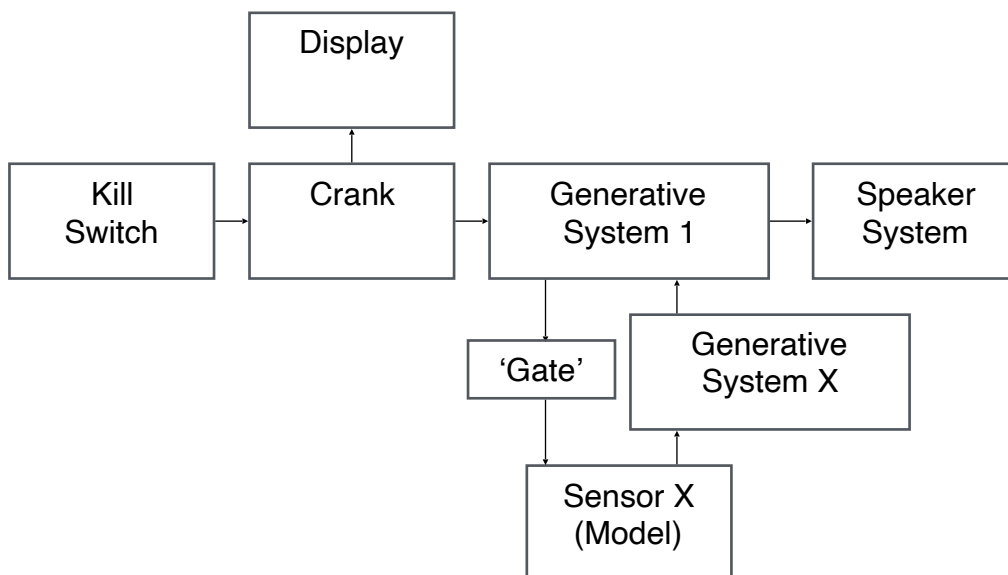 Display
Kill
Switch
Crank
Generative
System 1
Speaker
System
‘Gate’
Generative
System X
Sensor X
(Model)